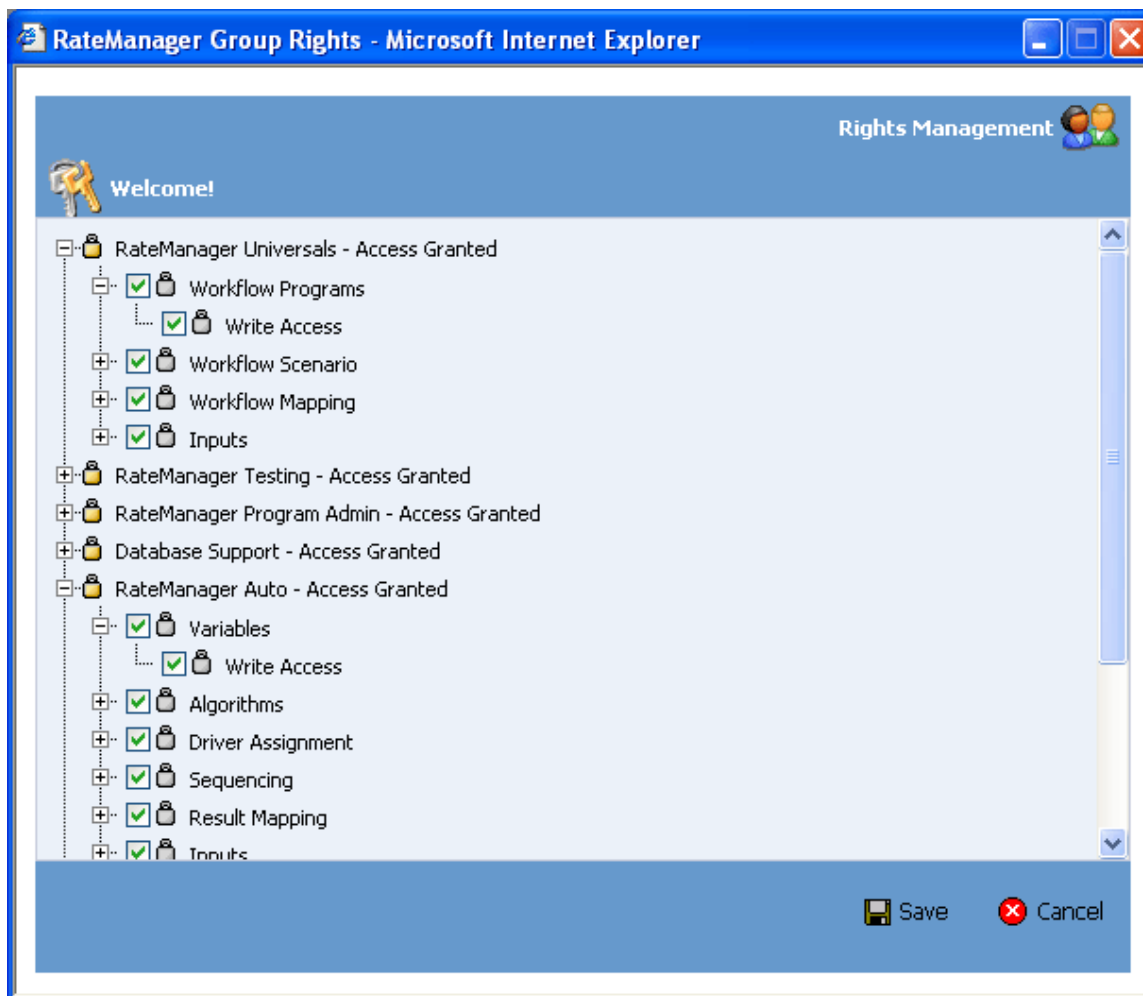 RateManager Group Rights - Microsoft Internet Explorer
Rights Management
Welcome!
RateManager Universals - Access Granted
Workflow Programs
Write Access
Workflow Scenario
Workflow Mapping
Inputs
RateManager Testing - Access Granted
RateManager Program Admin - Access Granted
Database Support - Access Granted
RateManager Auto - Access Granted
Variables
Write Access
Algorithms
Driver Assignment
Sequencing
Result Mapping
Inputs
Save Cancel